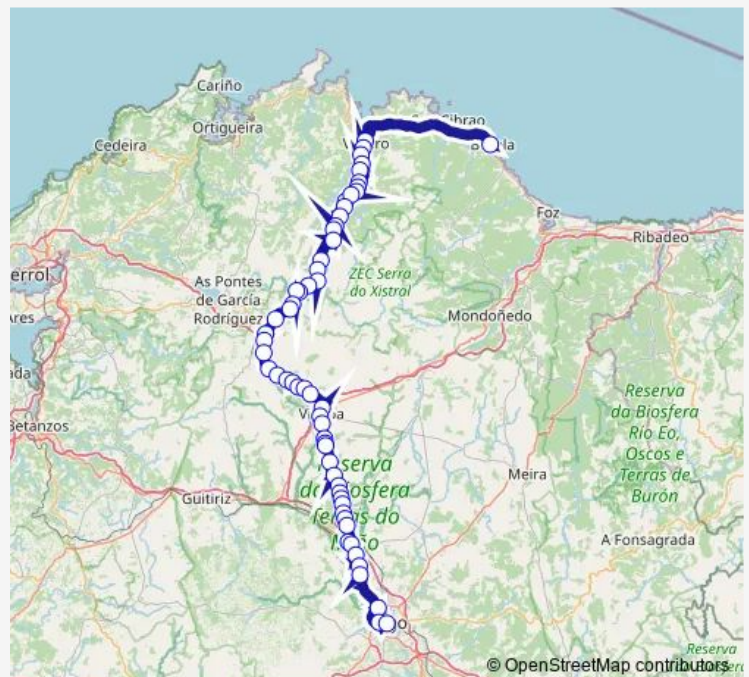 Cariño
Ortigueira
Cedeira
Foz
Ribadeo
As Pontes
de García
Rodríguez
ZEC Serra
do Xistral
Mondoñedo
Betanzos
Reserva
da Biosfera
Río Eo,
Oscos e
Terras de
Burón
Meira
Guitiriz
A Fonsagrada
Reserva
© OpenStreetMap contributors